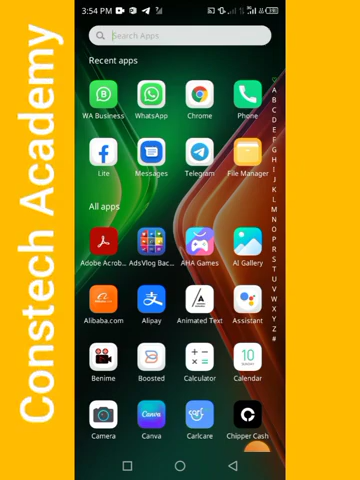 Constech Academy
3:54 PM
Search Apps
Recent apps
WA Business WhatsApp Chrome Phone
Lite Messages Telegram File Manager
All apps
Adobe Acrob... AdsVlog Bac... AHA Games AI Gallery
Alibaba.com Alipay Animated Text Assistant
Benime Boosted Calculator Calendar
10
Camera Canva Carlcare Chipper Cash
Canva
A
B
C
D
E
F
G
H
I
J
K
L
M
N
O
P
R
S
T
U
V
W
X
Y
Z
#